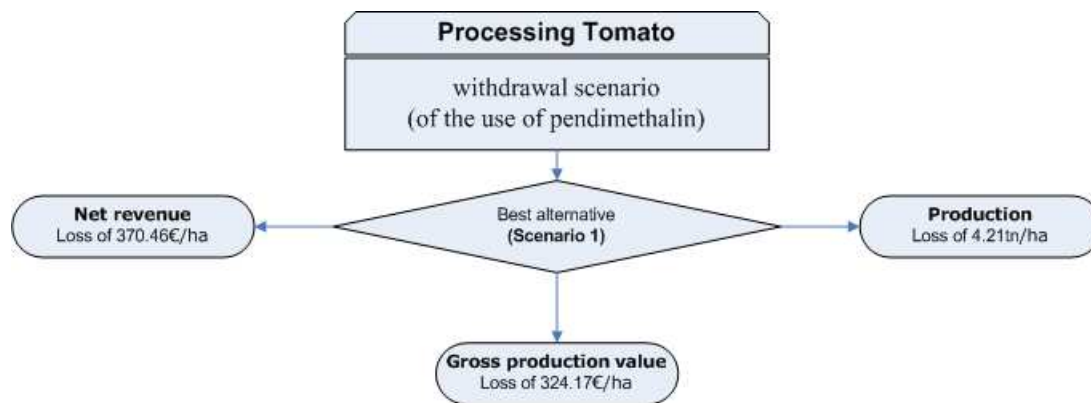 Processing Tomato
withdrawal scenario
(of the use of pendimethalin)
Best alternative
(Scenario 1)
Net revenue
Loss of 370.46€/ha
Production
Loss of 4.21tn/ha
Gross production value
Loss of 324.17€/ha